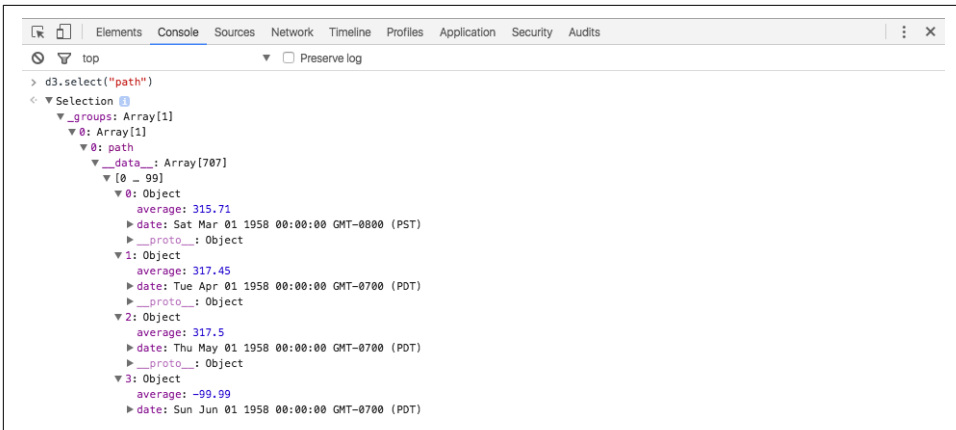 Elements Console Sources Network Timeline Profiles Application Security Audits
top Preserve log
> d3.select("path")
Selection
_groups: Array[1]
0: Array[1]
0: path
__data__: Array[707]
[0 … 99]
0: Object
average: 315.71
date: Sat Mar 01 1958 00:00:00 GMT-0800 (PST)
__proto__: Object
1: Object
average: 317.45
date: Tue Apr 01 1958 00:00:00 GMT-0700 (PDT)
__proto__: Object
2: Object
average: 317.5
date: Thu May 01 1958 00:00:00 GMT-0700 (PDT)
__proto__: Object
3: Object
average: -99.99
date: Sun Jun 01 1958 00:00:00 GMT-0700 (PDT)